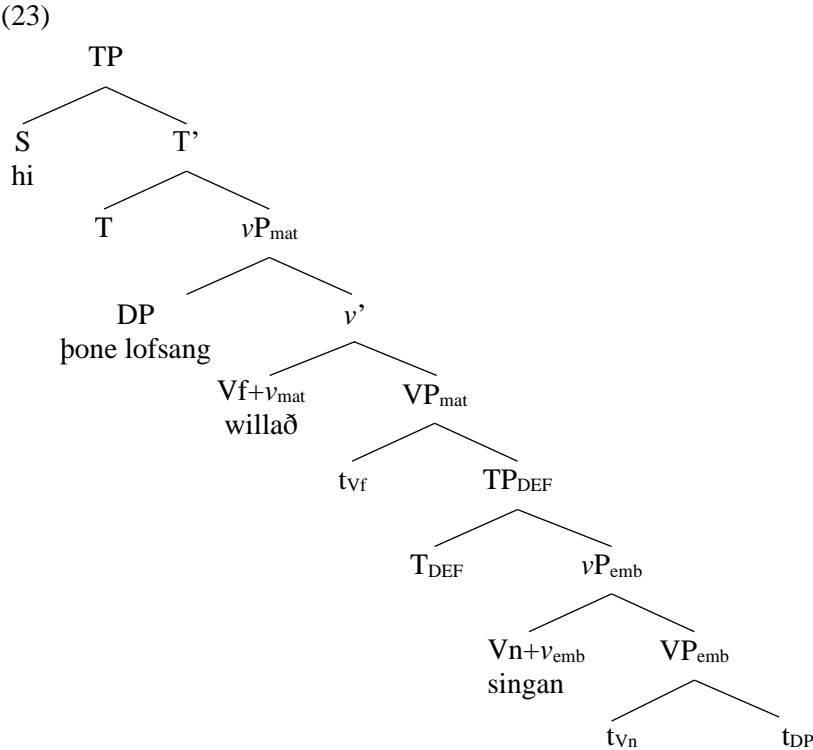 (23)
TP
S T’
hi
T vPmat
DP v’
þone lofsang
Vf+vmat VPmat
willað
tVf TPDEF
TDEF vPemb
Vn+vemb VPemb
singan
tVn tDP